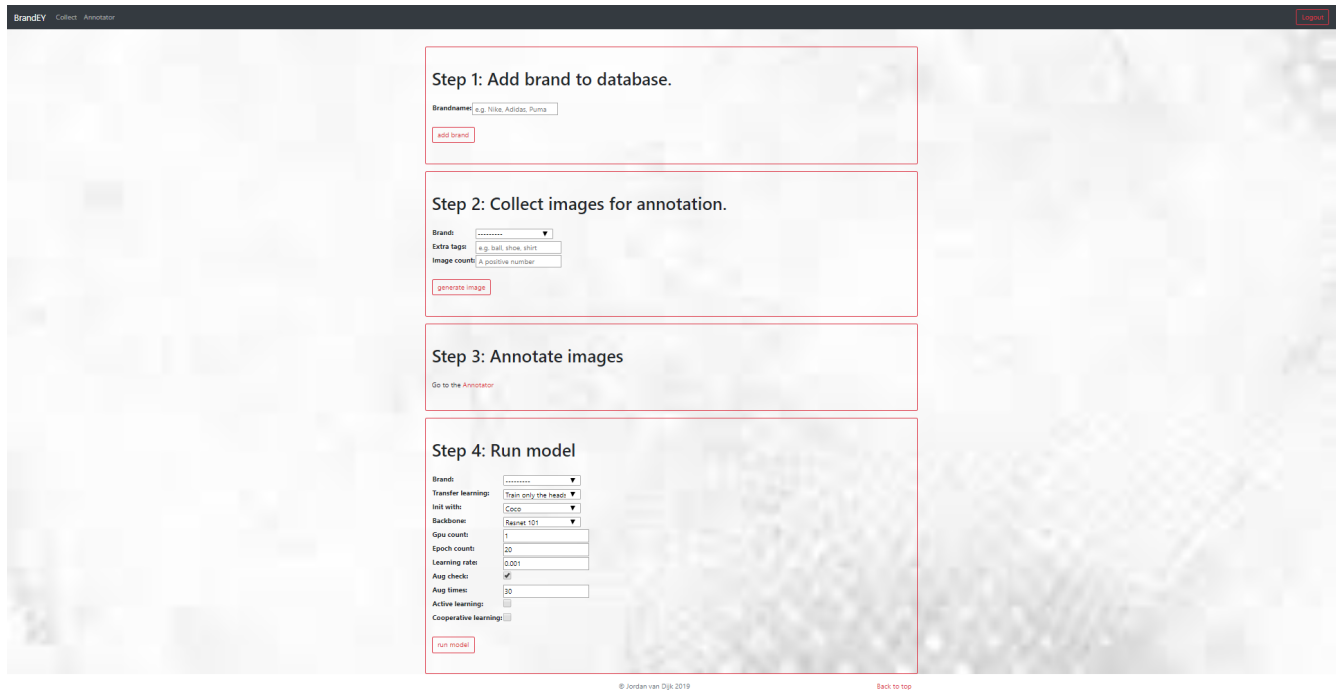 BrandEY Collect Annotator Logout
Step 1: Add brand to database.
Brandname: e.g. Nike, Adidas, Puma
add brand
Step 2: Collect images for annotation.
Brand: ---------
Extra tags: e.g. ball, shoe, shirt
Image count: A positive number
generate image
Step 3: Annotate images
Go to the Annotator
Step 4: Run model
Brand: ---------
Transfer learning: Train only the heads
Init with: Coco
Backbone: Resnet 101
Gpu count: 1
Epoch count: 20
Learning rate: 0.001
Aug check:
Aug times: 30
Active learning:
Cooperative learning:
run model
© Jordan van Dijk 2019 Back to top